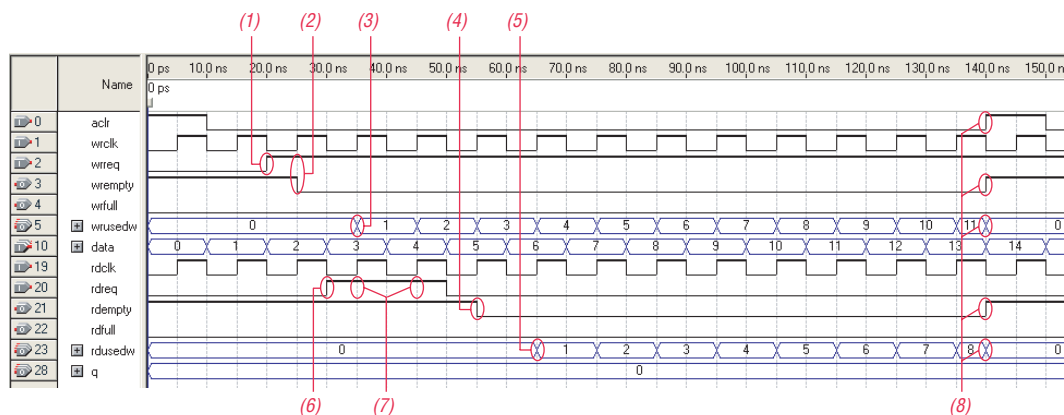 (1) (2) (3) (4) (5)
Name 0 ps 10.0 ns 20.0 ns 30.0 ns 40.0 ns 50.0 ns 60.0 ns 70.0 ns 80.0 ns 90.0 ns 100.0 ns 110.0 ns 120.0 ns 130.0 ns 140.0 ns 150.0 n
0 ps
0 aclr
1 wrclk
2 wrreq
3 wrempty
4 wrfull
5 wrusedw 0 1 2 3 4 5 6 7 8 9 10 11 0
10 data 0 1 2 3 4 5 6 7 8 9 10 11 12 13 14
19 rdclk
20 rdreq
21 rdempty
22 rdfull
23 rdusedw 0 1 2 3 4 5 6 7 8 0
28 q 0
(6) (7) (8)